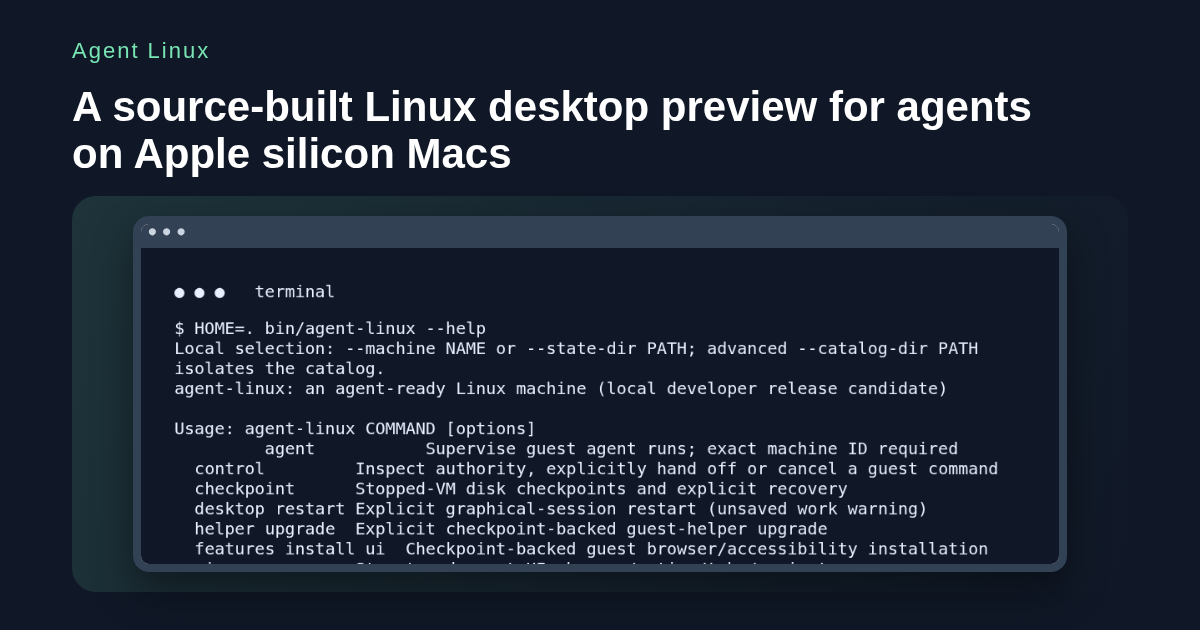 Agent Linux
A source-built Linux desktop preview for agents
on Apple silicon Macs
terminal
$ HOME=. bin/agent-linux --help
Local selection: --machine NAME or --state-dir PATH; advanced --catalog-dir PATH
isolates the catalog.
agent-linux: an agent-ready Linux machine (local developer release candidate)
Usage: agent-linux COMMAND [options]
agent Supervise guest agent runs; exact machine ID required
control Inspect authority, explicitly hand off or cancel a guest command
checkpoint Stopped-VM disk checkpoints and explicit recovery
desktop restart Explicit graphical-session restart (unsaved work warning)
helper upgrade Explicit checkpoint-backed guest-helper upgrade
features install ui Checkpoint-backed guest browser/accessibility installation